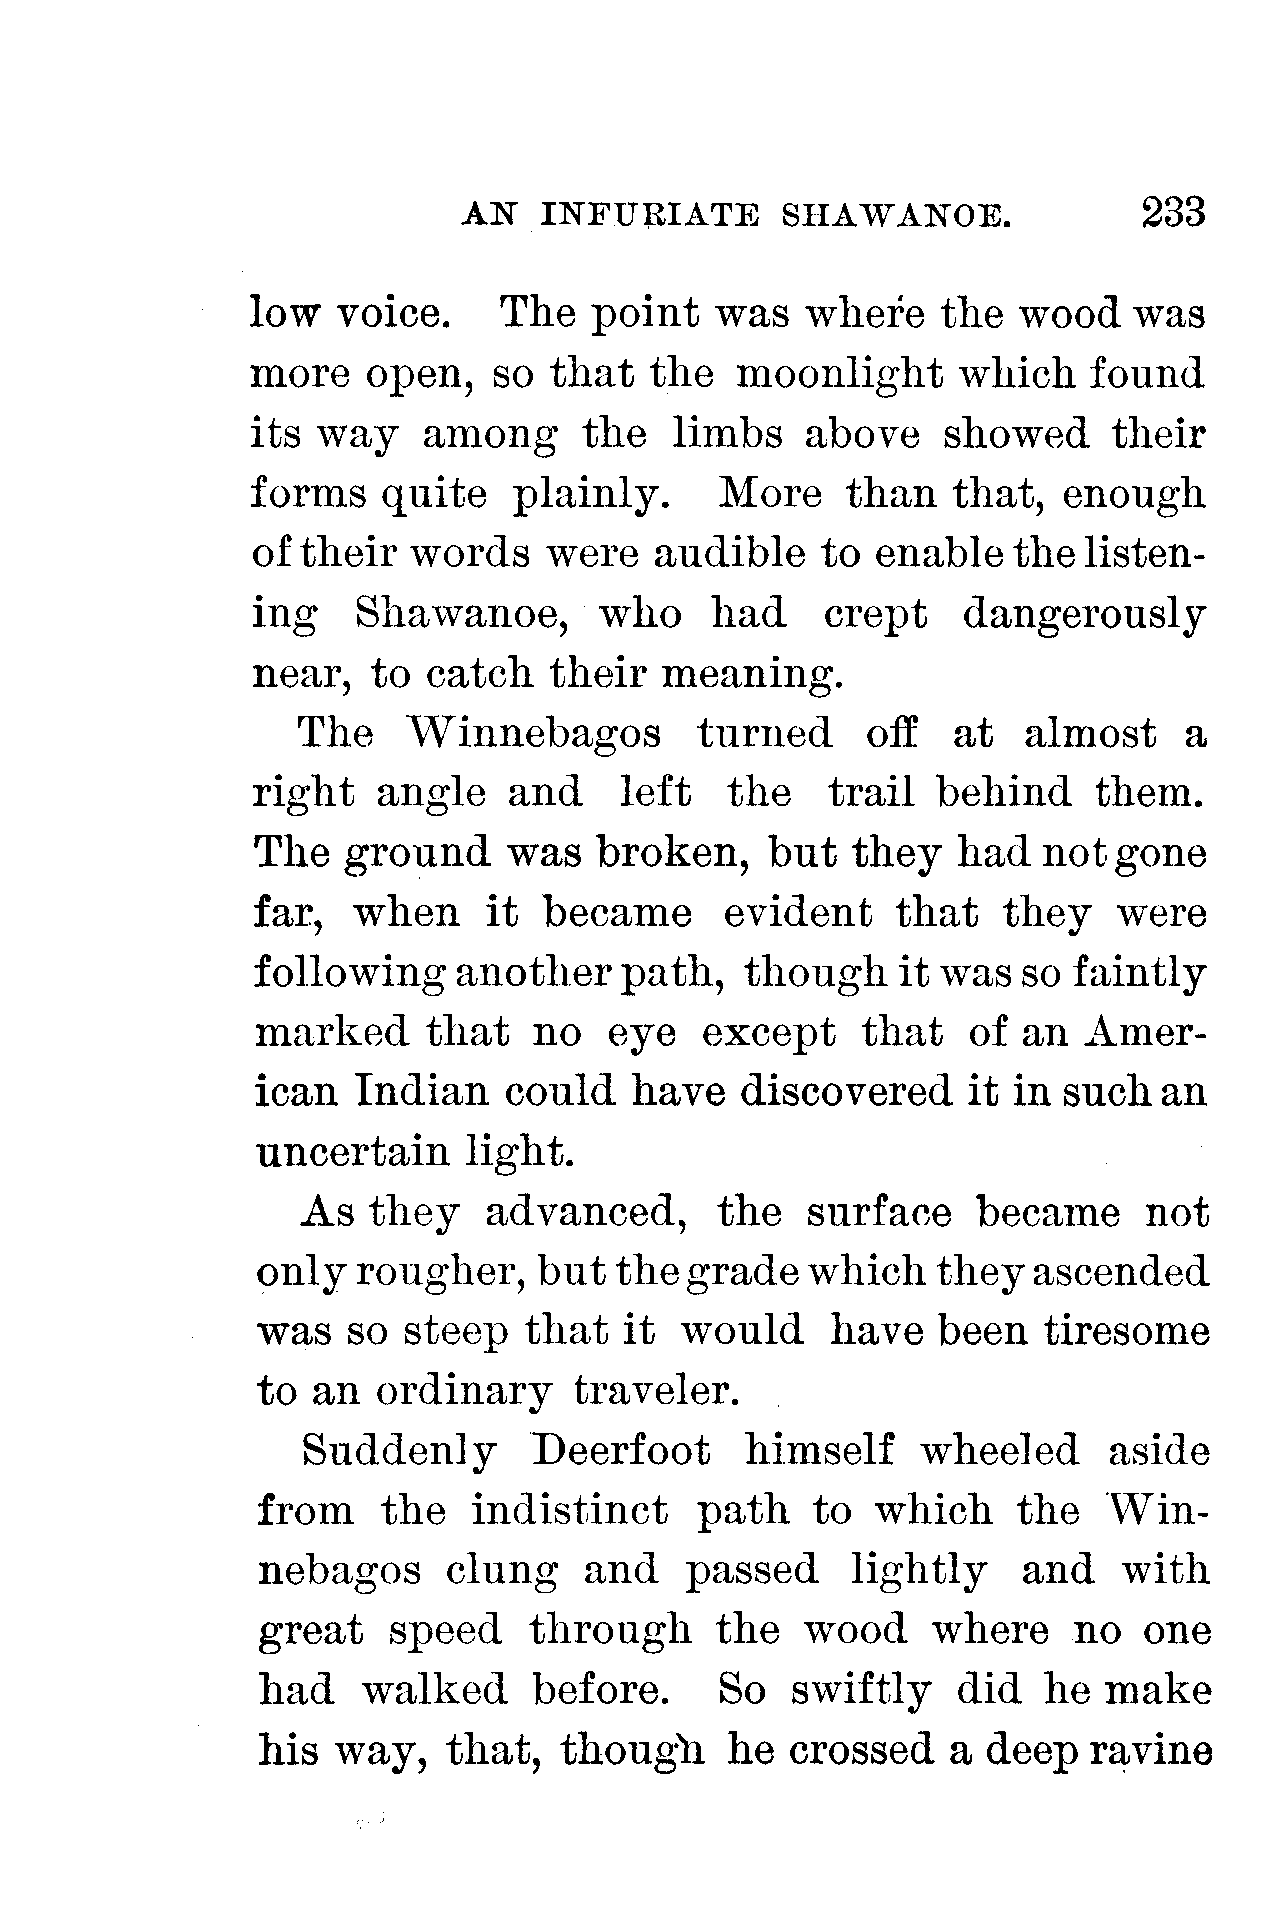 AN INFURIATE SHAWANOE. 233
low voice. The point was where the wood was
more open, so that the moonlight which found
its way among the limbs above showed their
forms quite plainly. More than that, enough
of their words were audible to enable the listen-
ing Shawanoe, who had crept dangerously
near, to catch their meaning.
The Winnebagos turned off at almost a
right angle and left the trail behind them.
The ground was broken, but they had not gone
far, when it became evident that they were
following another path, though it was so faintly
marked that no eye except that of an Amer-
ican Indian could have discovered it in such an
uncertain light.
As they advanced, the surface became not
only rougher, but the grade which they ascended
was so steep that it would have been tiresome
to an ordinary traveler.
Suddenly Deerfoot himself wheeled aside
from the indistinct path to which the Win-
nebagos clung and passed lightly and with
great speed through the wood where no one
had walked before. So swiftly did he make
his way, that, though he crossed a deep ravine